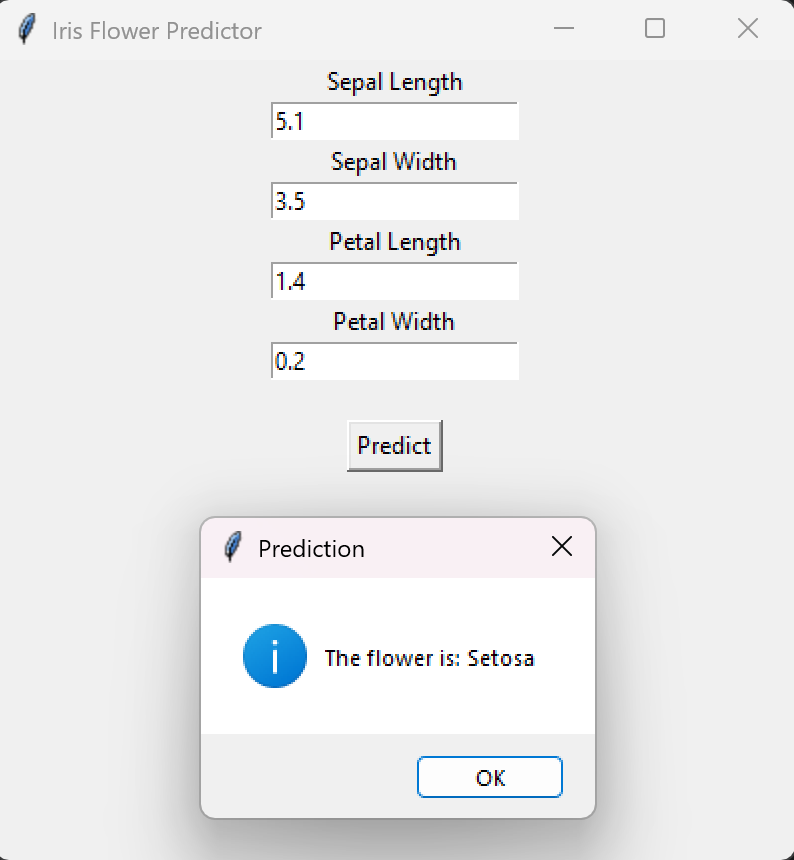 Iris Flower Predictor
Sepal Length
5.1
Sepal Width
3.5
Petal Length
1.4
Petal Width
0.2
Predict
Prediction
i
The flower is: Setosa
OK